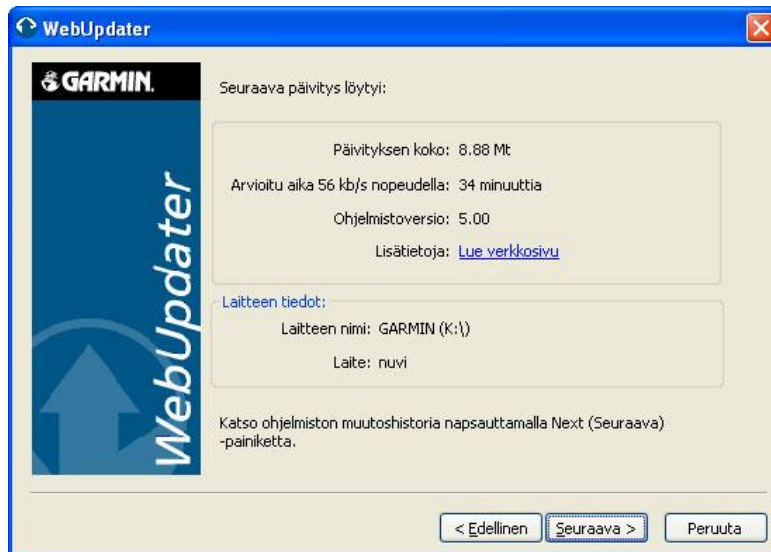 WebUpdater
GARMIN.
WebUpdater
Seuraava päivitys löytyi:
Päivityksen koko: 8.88 Mt
Arvioitu aika 56 kb/s nopeudella: 34 minuuttia
Ohjelmistoversio: 5.00
Lisätietoja: Lue verkkosivu
Laitteen tiedot:
Laitteen nimi: GARMIN (K:\)
Laite: nuvi
Katso ohjelmiston muutoshistoria napsauttamalla Next (Seuraava)
-painiketta.
< Edellinen Seuraava > Peruuta